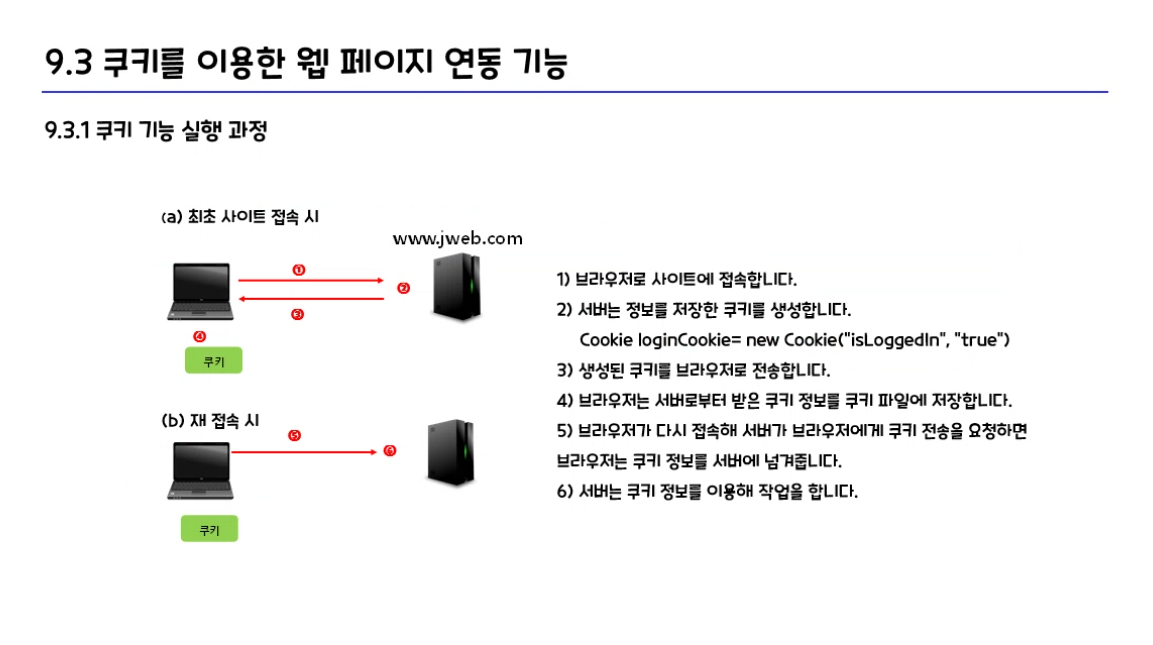 9.3 쿠키를 이용한 웹 페이지 연동 기능
9.3.1 쿠키 기능 실행 과정
(a) 최초 사이트 접속 시
www.jweb.com
❶
❷
❸
❹
쿠키
(b) 재 접속 시
❺
❻
쿠키
1) 브라우저로 사이트에 접속합니다.
2) 서버는 정보를 저장한 쿠키를 생성합니다.
Cookie loginCookie= new Cookie("isLoggedIn", "true")
3) 생성된 쿠키를 브라우저로 전송합니다.
4) 브라우저는 서버로부터 받은 쿠키 정보를 쿠키 파일에 저장합니다.
5) 브라우저가 다시 접속해 서버가 브라우저에게 쿠키 전송을 요청하면
브라우저는 쿠키 정보를 서버에 넘겨줍니다.
6) 서버는 쿠키 정보를 이용해 작업을 합니다.